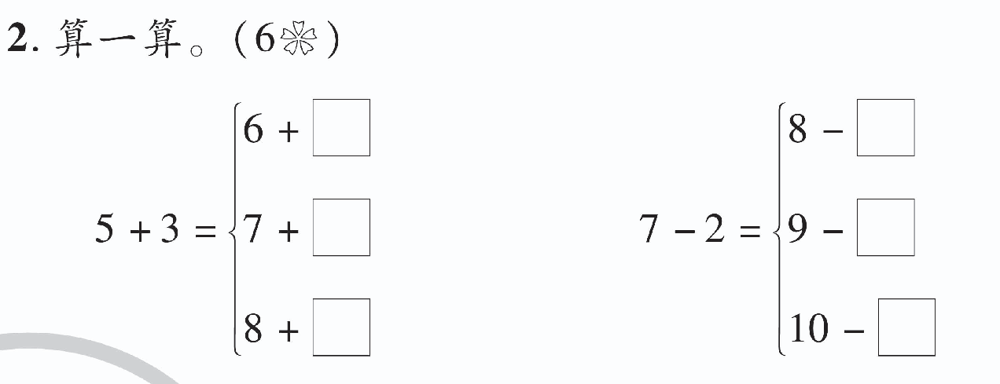 2. 算一算。(6❀)
6 + □
5 + 3 = { 7 + □
8 + □
8 − □
7 − 2 = { 9 − □
10 − □